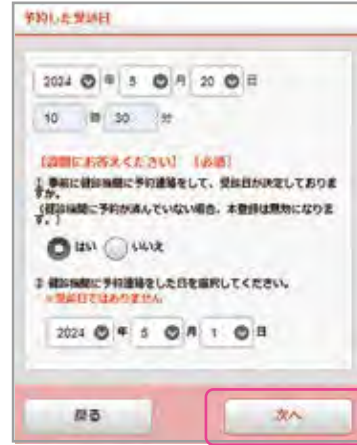 予約した受診日
2024 年 5 月 20 日
10 時 30 分
【設問にお答えください】【必須】
1 事前に健診機関に予約連絡をして、受診日が決定しておりま
すか。
（健診機関に予約が済んでいない場合、本登録は無効になりま
す。）
はい いいえ
2 健診機関に予約連絡をした日を選択してください。
※受診日ではありません
2024 年 5 月 1 日
戻る 次へ